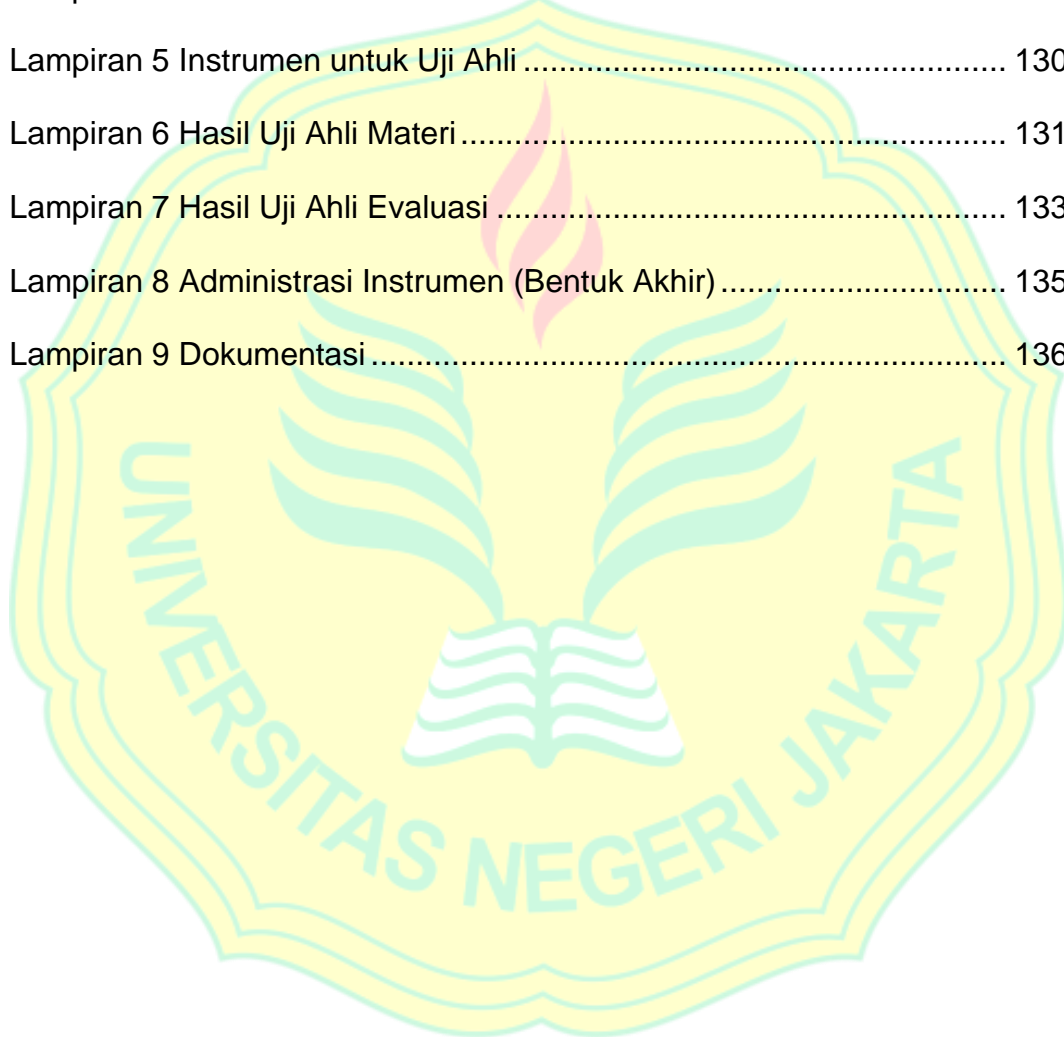 Lampiran 5 Instrumen untuk Uji Ahli ........................................................ 130
Lampiran 6 Hasil Uji Ahli Materi ............................................................... 131
Lampiran 7 Hasil Uji Ahli Evaluasi ........................................................... 133
Lampiran 8 Administrasi Instrumen (Bentuk Akhir) ................................. 135
Lampiran 9 Dokumentasi ......................................................................... 136
UNIVERSITAS NEGERI JAKARTA